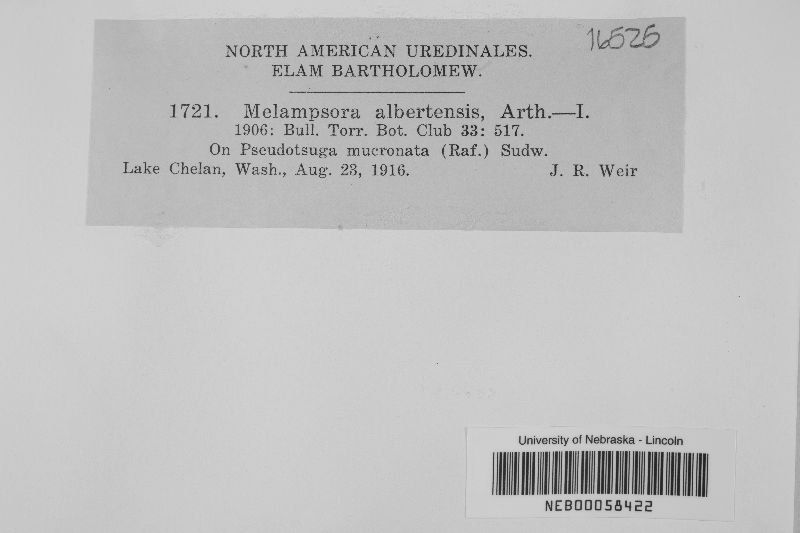 16525
NORTH AMERICAN UREDINALES.
ELAM BARTHOLOMEW.
1721. Melampsora albertensis, Arth.—I.
1906: Bull. Torr. Bot. Club 33: 517.
On Pseudotsuga mucronata (Raf.) Sudw.
Lake Chelan, Wash., Aug. 23, 1916. J. R. Weir
University of Nebraska - Lincoln
NEB00058422